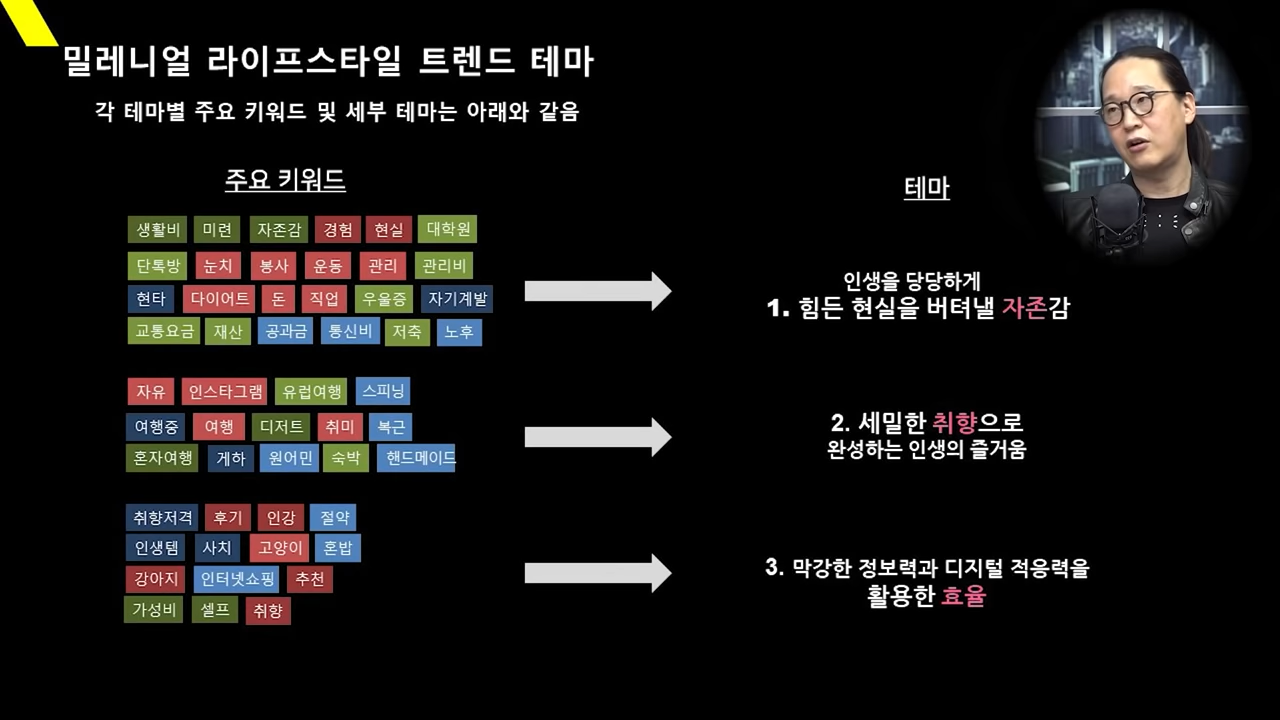 밀레니얼 라이프스타일 트렌드 테마
각 테마별 주요 키워드 및 세부 테마는 아래와 같음
주요 키워드
생활비 미련 자존감 경험 현실 대학원
단톡방 눈치 봉사 운동 관리 관리비
현타 다이어트 돈 직업 우울증 자기계발
교통요금 재산 공과금 통신비 저축 노후
자유 인스타그램 유럽여행 스피닝
여행중 여행 디저트 취미 복근
혼자여행 게하 원어민 숙박 핸드메이드
취향저격 후기 인강 절약
인생템 사치 고양이 혼밥
강아지 인터넷쇼핑 추천
가성비 셀프 취향
테마
인생을 당당하게
1. 힘든 현실을 버텨낼 자존감
2. 세밀한 취향으로
완성하는 인생의 즐거움
3. 막강한 정보력과 디지털 적응력을
활용한 효율